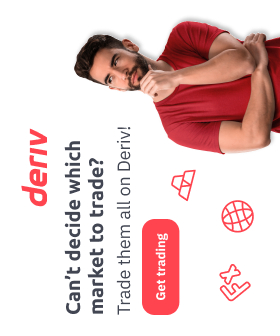 deriv
Can't decide which
market to trade?
Trade them all on Deriv!
Get trading